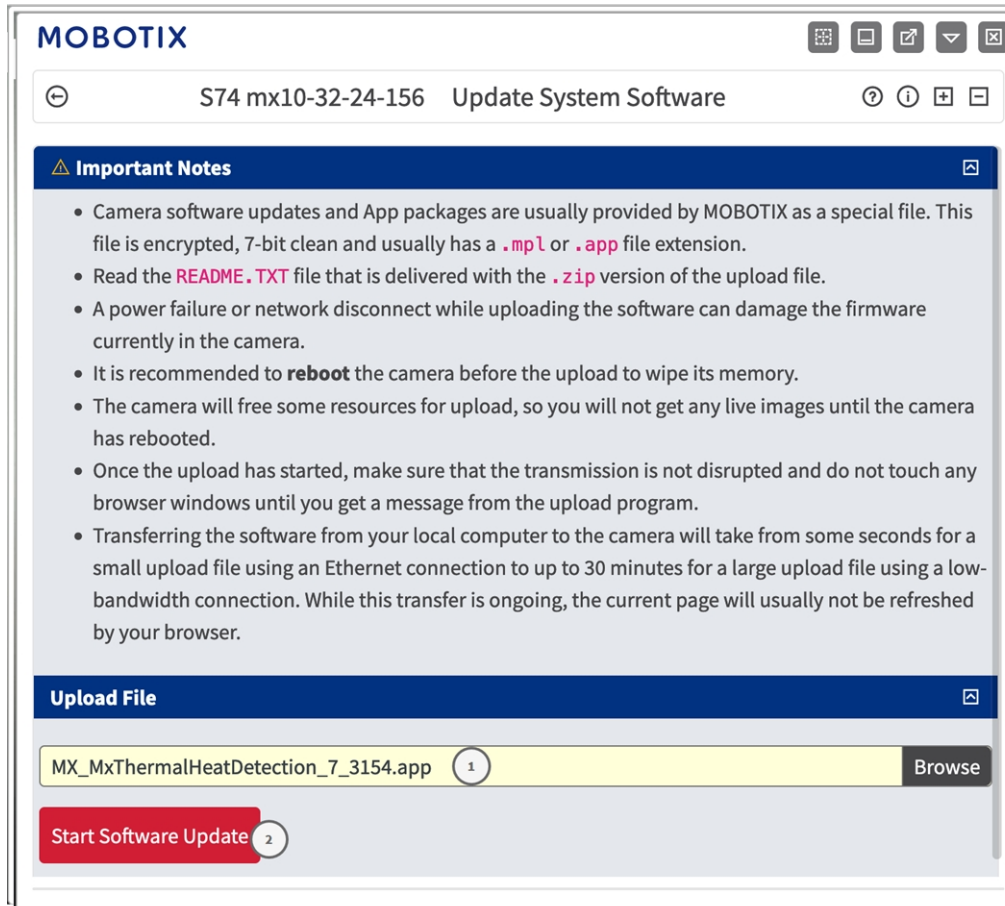 MOBOTIX
S74 mx10-32-24-156 Update System Software
Important Notes
• Camera software updates and App packages are usually provided by MOBOTIX as a special file. This
file is encrypted, 7-bit clean and usually has a .mpl or .app file extension.
• Read the README.TXT file that is delivered with the .zip version of the upload file.
• A power failure or network disconnect while uploading the software can damage the firmware
currently in the camera.
• It is recommended to reboot the camera before the upload to wipe its memory.
• The camera will free some resources for upload, so you will not get any live images until the camera
has rebooted.
• Once the upload has started, make sure that the transmission is not disrupted and do not touch any
browser windows until you get a message from the upload program.
• Transferring the software from your local computer to the camera will take from some seconds for a
small upload file using an Ethernet connection to up to 30 minutes for a large upload file using a low-
bandwidth connection. While this transfer is ongoing, the current page will usually not be refreshed
by your browser.
Upload File
MX_MxThermalHeatDetection_7_3154.app 1 Browse
Start Software Update 2